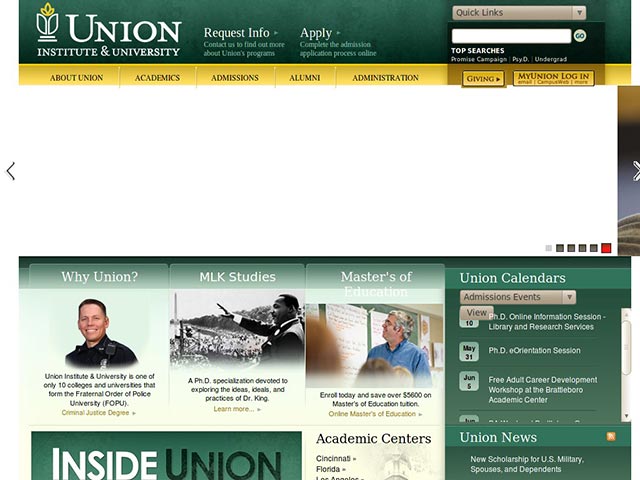 UNION
INSTITUTE & UNIVERSITY
Request Info ▸
Contact us to find out more
about Union's programs
Apply ▸
Complete the admission
application process online
Quick Links
GO
TOP SEARCHES
Promise Campaign | Psy.D. | Undergrad
ABOUT UNION
ACADEMICS
ADMISSIONS
ALUMNI
ADMINISTRATION
GIVING ▸
MYUNION LOG IN
email | CampusWeb | more
Why Union?
Union Institute & University is one of
only 10 colleges and universities that
form the Fraternal Order of Police
University (FOPU).
Criminal Justice Degree ▸
MLK Studies
A Ph.D. specialization devoted to
exploring the ideas, ideals, and
practices of Dr. King.
Learn more... ▸
Master's of
Education
Enroll today and save over $5600 on
Master's of Education tuition.
Online Master's of Education ▸
Union Calendars
Admissions Events
View
10
Ph.D. Online Information Session -
Library and Research Services
May
31
Ph.D. eOrientation Session
Jun
5
Free Adult Career Development
Workshop at the Brattleboro
Academic Center
Jun
INSIDE UNION
Academic Centers
Cincinnati »
Florida »
Los Angeles »
Union News
New Scholarship for U.S. Military,
Spouses, and Dependents